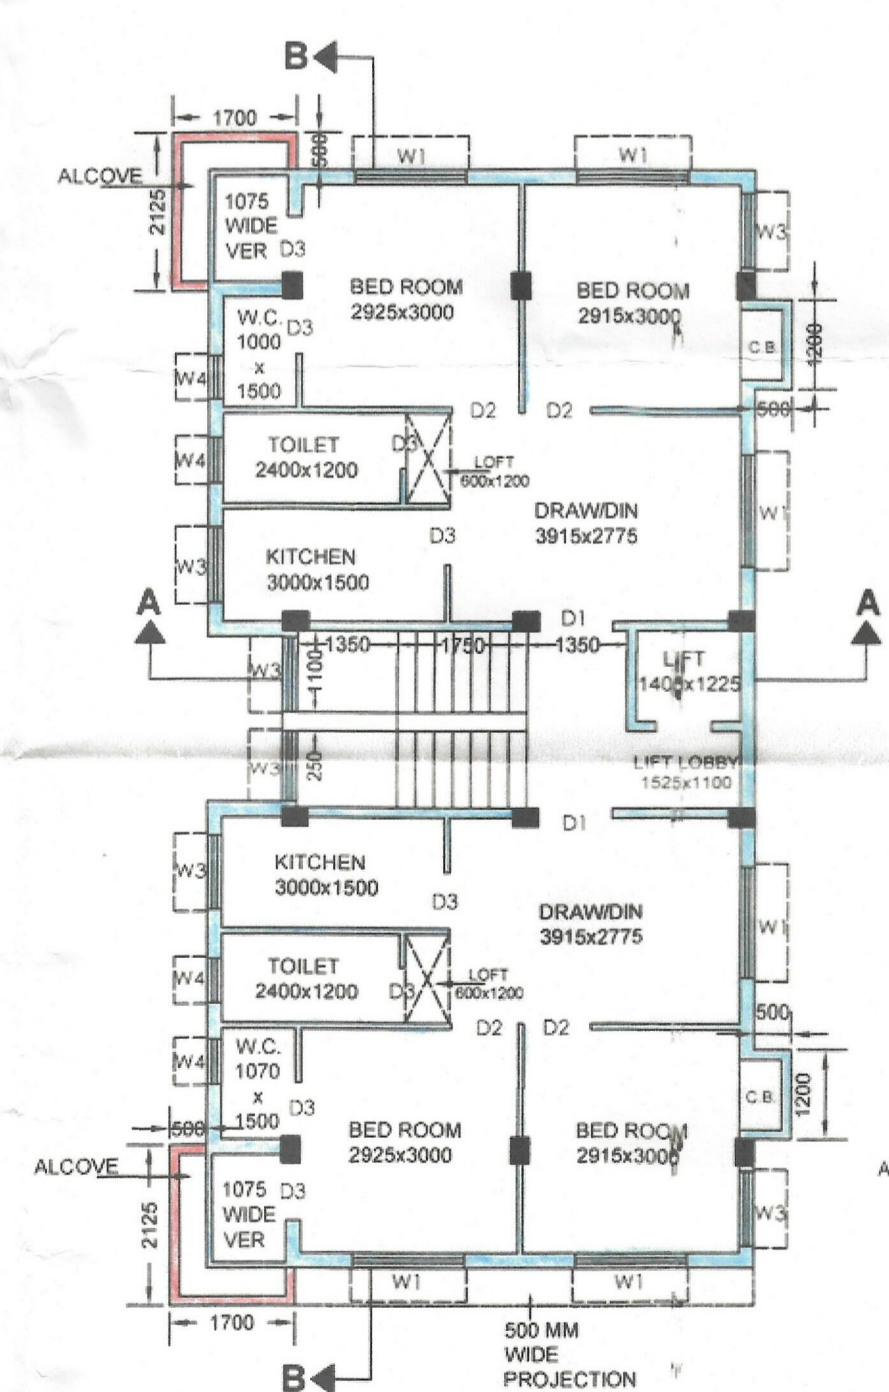 B
1700
500
W1
W1
ALCOVE
2125
1075
WIDE
VER
D3
W3
BED ROOM
2925x3000
BED ROOM
2915x3000
W.C.
1000
x
1500
D3
C.B.
1200
W4
500
D2
D2
TOILET
2400x1200
D3
W4
LOFT
600x1200
DRAW/DIN
3915x2775
W1
D3
KITCHEN
3000x1500
W3
A
A
D1
1350
1750
1350
W3
1100
LIFT
1400x1225
W3
250
LIFT LOBBY
1525x1100
D1
KITCHEN
3000x1500
W3
D3
DRAW/DIN
3915x2775
W1
TOILET
2400x1200
D3
W4
LOFT
600x1200
500
D2
D2
W.C.
1070
x
1500
W4
D3
C.B.
1200
500
BED ROOM
2925x3000
BED ROOM
2915x3000
ALCOVE
A
2125
1075
WIDE
VER
D3
W3
W1
W1
1700
500 MM
WIDE
PROJECTION
B